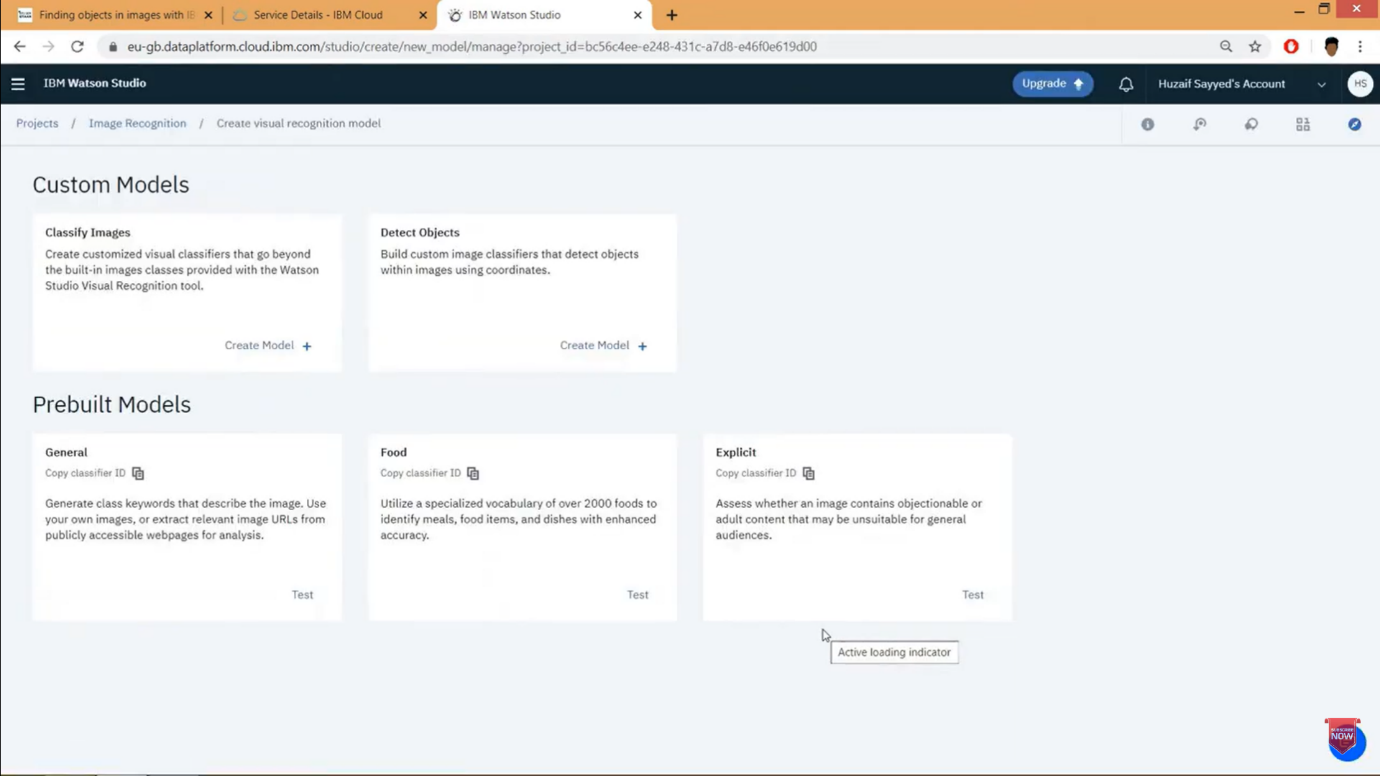 Finding objects in images with IB
Service Details - IBM Cloud
IBM Watson Studio
eu-gb.dataplatform.cloud.ibm.com/studio/create/new_model/manage?project_id=bc56c4ee-e248-431c-a7d8-e46f0e619d00
IBM Watson Studio
Upgrade
Huzaif Sayyed's Account
HS
Projects / Image Recognition / Create visual recognition model
Custom Models
Classify Images
Create customized visual classifiers that go beyond
the built-in images classes provided with the Watson
Studio Visual Recognition tool.
Create Model +
Detect Objects
Build custom image classifiers that detect objects
within images using coordinates.
Create Model +
Prebuilt Models
General
Copy classifier ID
Generate class keywords that describe the image. Use
your own images, or extract relevant image URLs from
publicly accessible webpages for analysis.
Test
Food
Copy classifier ID
Utilize a specialized vocabulary of over 2000 foods to
identify meals, food items, and dishes with enhanced
accuracy.
Test
Explicit
Copy classifier ID
Assess whether an image contains objectionable or
adult content that may be unsuitable for general
audiences.
Test
Active loading indicator
NOW